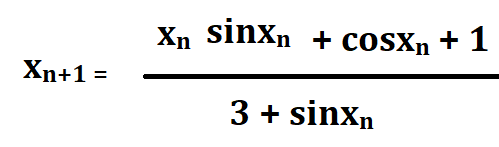 xₙ₊₁ = xₙ sinxₙ + cosxₙ + 1
3 + sinxₙ